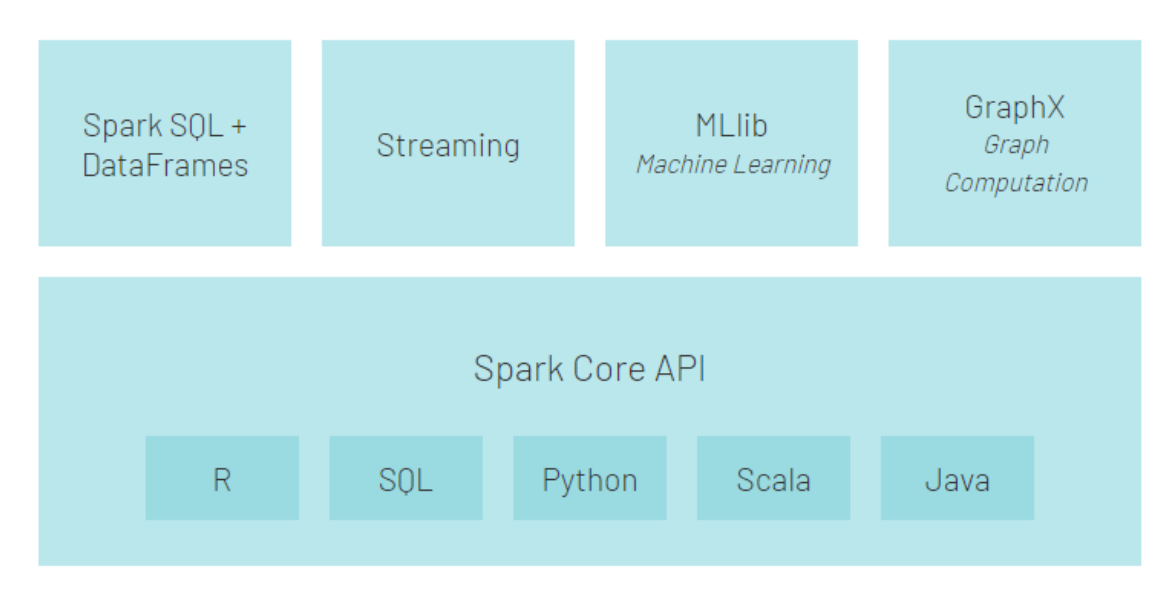 Spark SQL +
DataFrames
Streaming
MLlib
Machine Learning
GraphX
Graph
Computation
Spark Core API
R
SQL
Python
Scala
Java